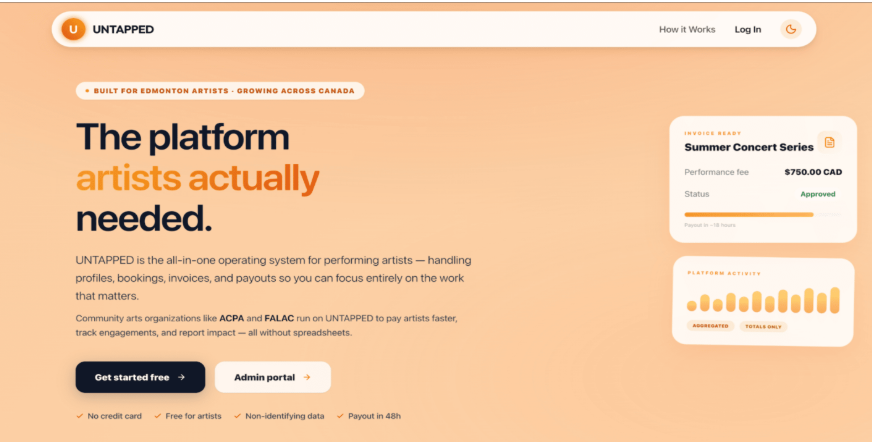 U UNTAPPED How it Works Log In
• BUILT FOR EDMONTON ARTISTS · GROWING ACROSS CANADA
The platform
artists actually
needed.
UNTAPPED is the all-in-one operating system for performing artists — handling
profiles, bookings, invoices, and payouts so you can focus entirely on the work
that matters.
Community arts organizations like ACPA and FALAC run on UNTAPPED to pay artists faster,
track engagements, and report impact — all without spreadsheets.
Get started free → Admin portal →
✓ No credit card ✓ Free for artists ✓ Non-identifying data ✓ Payout in 48h
INVOICE READY
Summer Concert Series
Performance fee $750.00 CAD
Status Approved
Payout in ~18 hours
PLATFORM ACTIVITY
AGGREGATED TOTALS ONLY